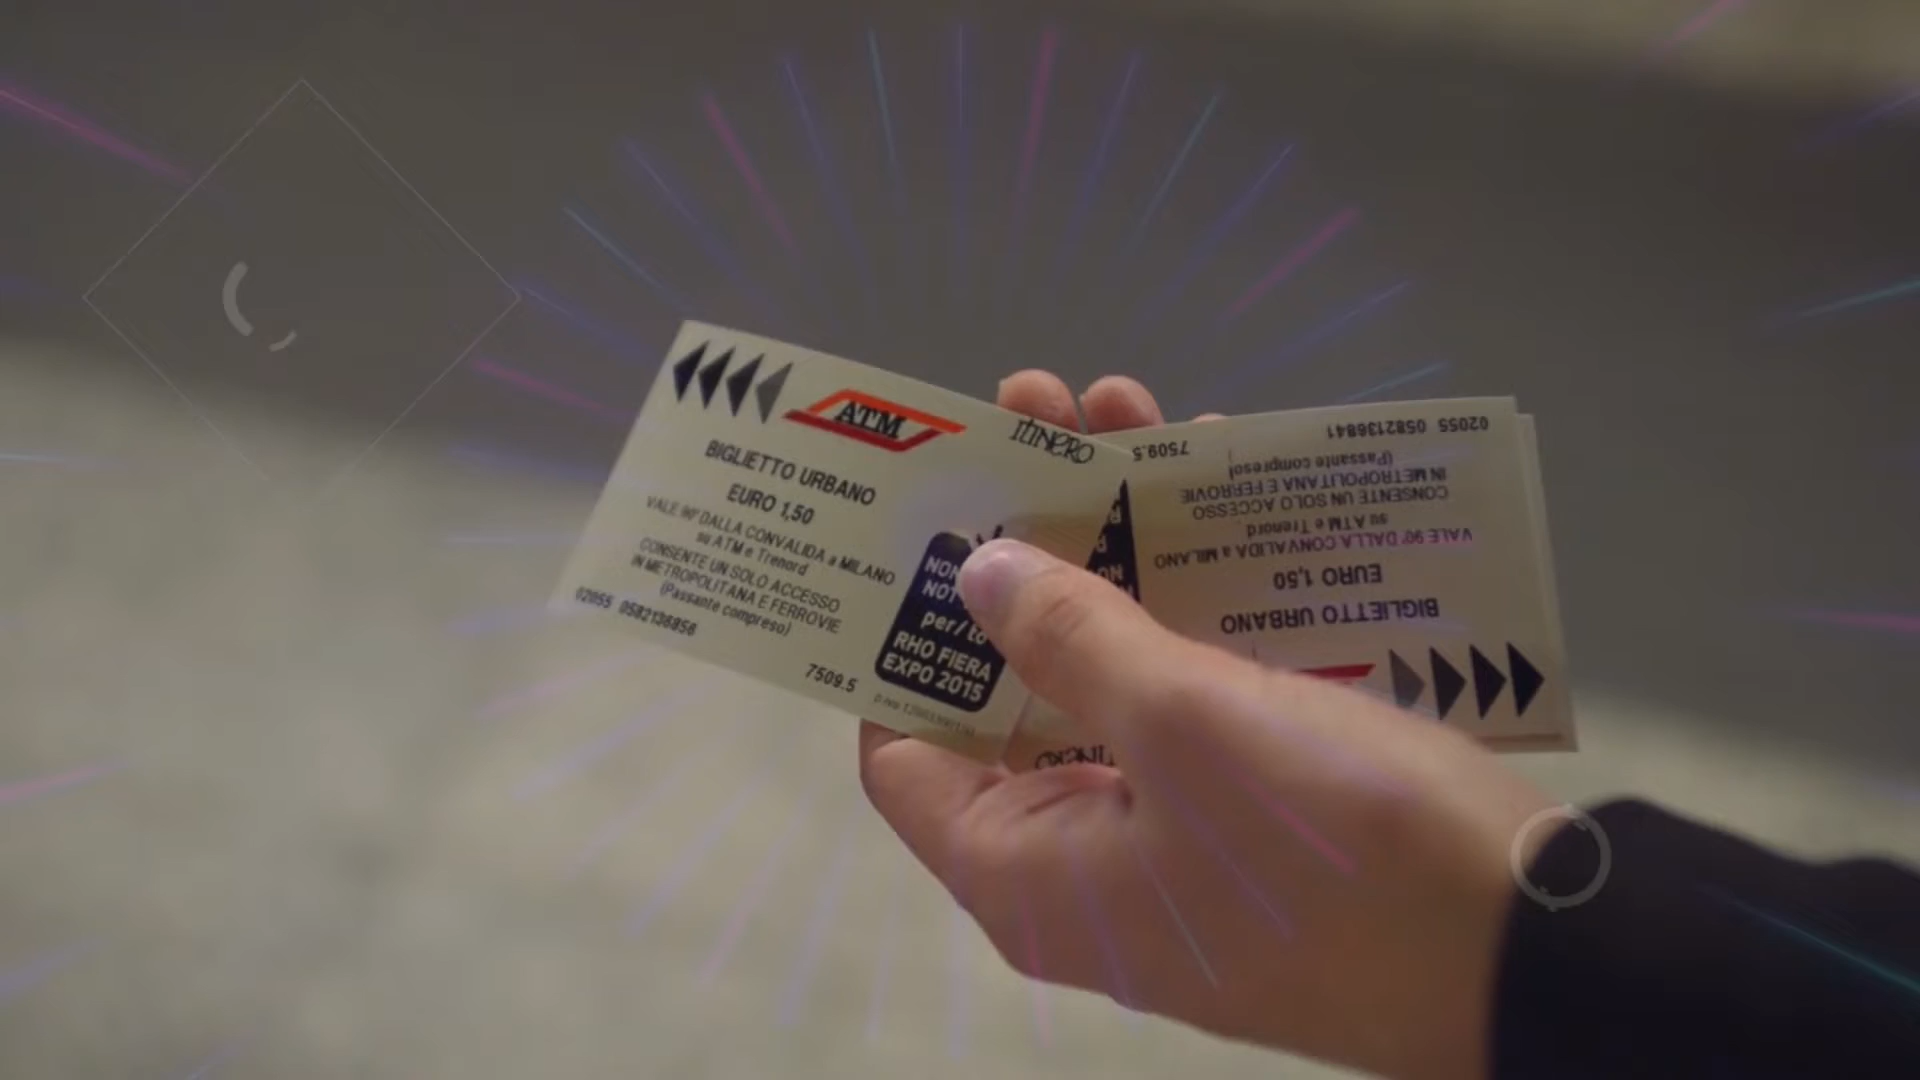 ATM
ITINERO
BIGLIETTO URBANO
EURO 1,50
VALE 90' DALLA CONVALIDA a MILANO
su ATM e Trenord
CONSENTE UN SOLO ACCESSO
IN METROPOLITANA E FERROVIE
(Passante compreso)
02055 0582136856
7509.5
NOT
per/to
RHO FIERA
EXPO 2015
ITINERO
BIGLIETTO URBANO
EURO 1,50
VALE 90' DALLA CONVALIDA a MILANO
su ATM e Trenord
CONSENTE UN SOLO ACCESSO
IN METROPOLITANA E FERROVIE
(Passante compreso)
02055 0582136841
7509.5